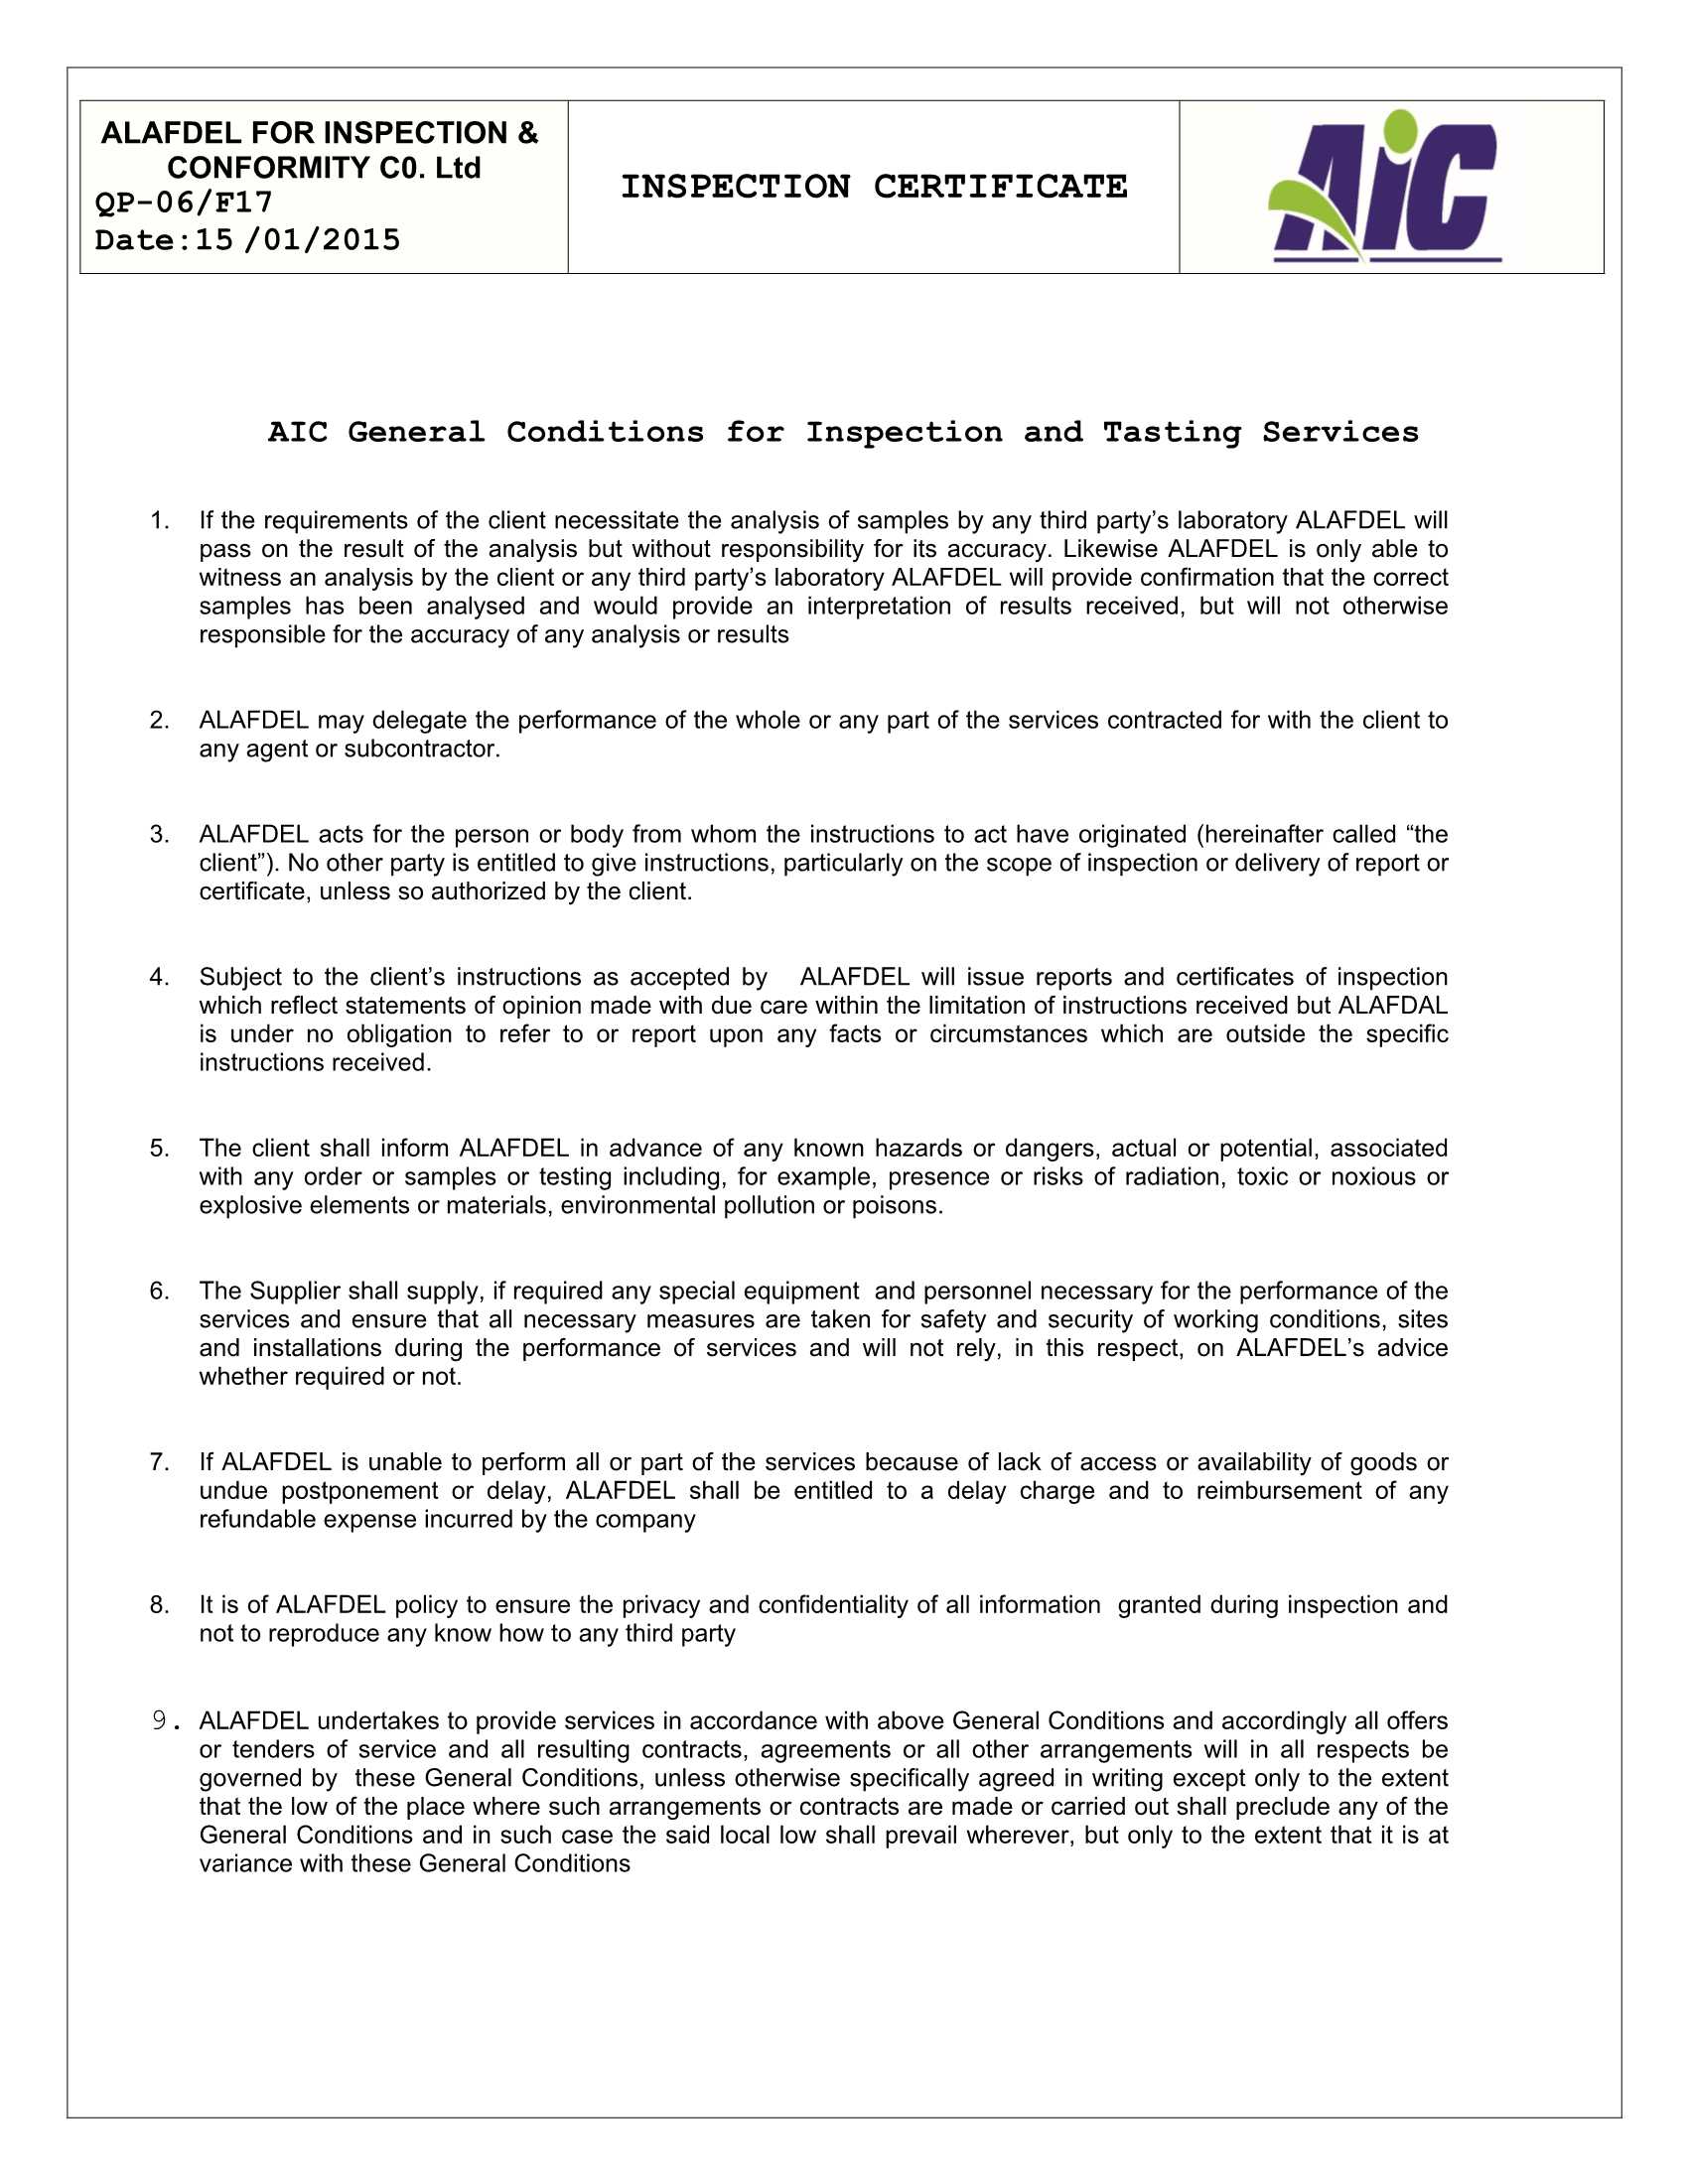 ALAFDEL FOR INSPECTION &
CONFORMITY C0. Ltd
QP-06/F17
Date:15 /01/2015
INSPECTION CERTIFICATE
AiC
AIC General Conditions for Inspection and Tasting Services
1. If the requirements of the client necessitate the analysis of samples by any third party’s laboratory ALAFDEL will
pass on the result of the analysis but without responsibility for its accuracy. Likewise ALAFDEL is only able to
witness an analysis by the client or any third party’s laboratory ALAFDEL will provide confirmation that the correct
samples has been analysed and would provide an interpretation of results received, but will not otherwise
responsible for the accuracy of any analysis or results
2. ALAFDEL may delegate the performance of the whole or any part of the services contracted for with the client to
any agent or subcontractor.
3. ALAFDEL acts for the person or body from whom the instructions to act have originated (hereinafter called “the
client”). No other party is entitled to give instructions, particularly on the scope of inspection or delivery of report or
certificate, unless so authorized by the client.
4. Subject to the client’s instructions as accepted by ALAFDEL will issue reports and certificates of inspection
which reflect statements of opinion made with due care within the limitation of instructions received but ALAFDAL
is under no obligation to refer to or report upon any facts or circumstances which are outside the specific
instructions received.
5. The client shall inform ALAFDEL in advance of any known hazards or dangers, actual or potential, associated
with any order or samples or testing including, for example, presence or risks of radiation, toxic or noxious or
explosive elements or materials, environmental pollution or poisons.
6. The Supplier shall supply, if required any special equipment and personnel necessary for the performance of the
services and ensure that all necessary measures are taken for safety and security of working conditions, sites
and installations during the performance of services and will not rely, in this respect, on ALAFDEL’s advice
whether required or not.
7. If ALAFDEL is unable to perform all or part of the services because of lack of access or availability of goods or
undue postponement or delay, ALAFDEL shall be entitled to a delay charge and to reimbursement of any
refundable expense incurred by the company
8. It is of ALAFDEL policy to ensure the privacy and confidentiality of all information granted during inspection and
not to reproduce any know how to any third party
9. ALAFDEL undertakes to provide services in accordance with above General Conditions and accordingly all offers
or tenders of service and all resulting contracts, agreements or all other arrangements will in all respects be
governed by these General Conditions, unless otherwise specifically agreed in writing except only to the extent
that the low of the place where such arrangements or contracts are made or carried out shall preclude any of the
General Conditions and in such case the said local low shall prevail wherever, but only to the extent that it is at
variance with these General Conditions